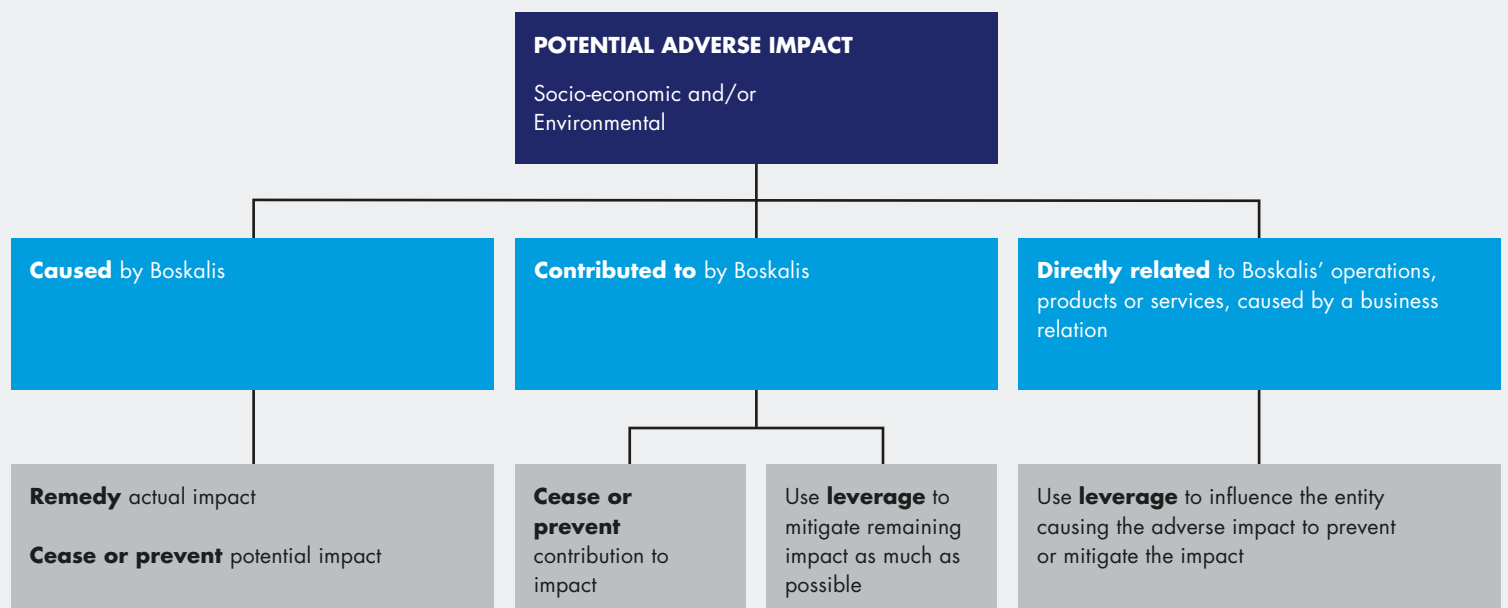 POTENTIAL ADVERSE IMPACT
Socio-economic and/or
Environmental
Caused by Boskalis
Contributed to by Boskalis
Directly related to Boskalis’ operations,
products or services, caused by a business
relation
Remedy actual impact
Cease or prevent potential impact
Cease or
prevent
contribution to
impact
Use leverage to
mitigate remaining
impact as much as
possible
Use leverage to influence the entity
causing the adverse impact to prevent
or mitigate the impact